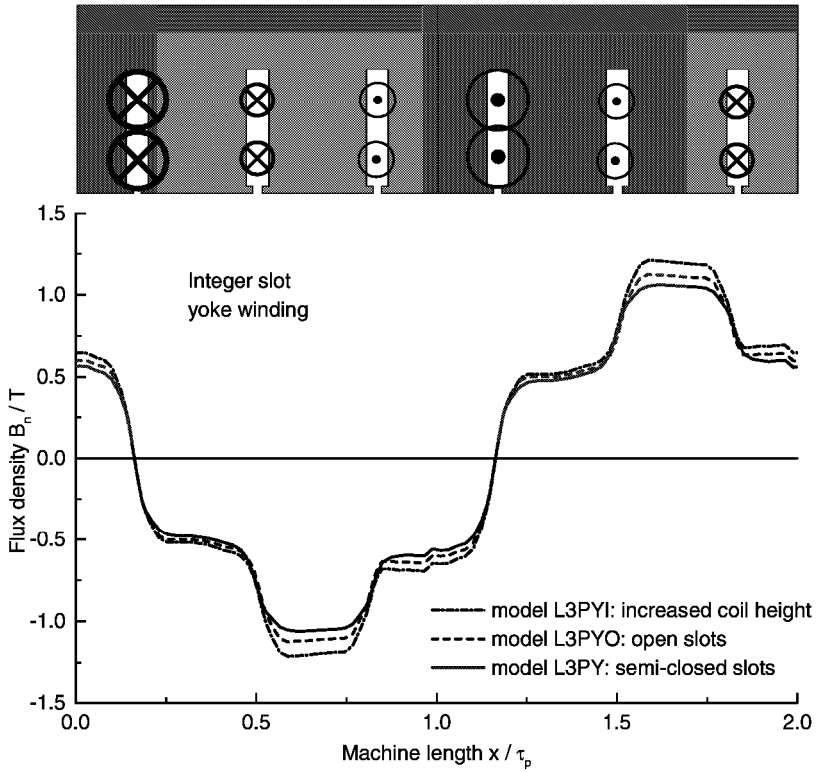 Integer slot
yoke winding
1.5
1.0
0.5
0.0
-0.5
-1.0
-1.5
Flux density Bn / T
model L3PYI: increased coil height
model L3PYO: open slots
model L3PY: semi-closed slots
0.0 0.5 1.0 1.5 2.0
Machine length x / τp